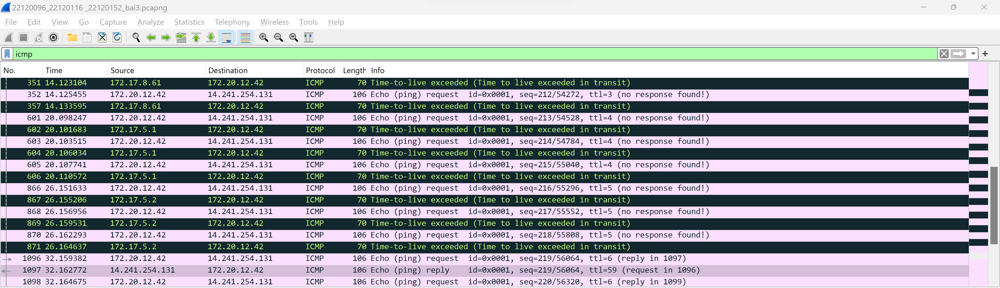 22120096_22120116 _22120152_bai3.pcapng
File Edit View Go Capture Analyze Statistics Telephony Wireless Tools Help
icmp
No. Time Source Destination Protocol Length Info
351 14.123104 172.17.8.61 172.20.12.42 ICMP 70 Time-to-live exceeded (Time to live exceeded in transit)
352 14.125455 172.20.12.42 14.241.254.131 ICMP 106 Echo (ping) request id=0x0001, seq=212/54272, ttl=3 (no response found!)
357 14.133595 172.17.8.61 172.20.12.42 ICMP 70 Time-to-live exceeded (Time to live exceeded in transit)
601 20.098247 172.20.12.42 14.241.254.131 ICMP 106 Echo (ping) request id=0x0001, seq=213/54528, ttl=4 (no response found!)
602 20.101683 172.17.5.1 172.20.12.42 ICMP 70 Time-to-live exceeded (Time to live exceeded in transit)
603 20.103515 172.20.12.42 14.241.254.131 ICMP 106 Echo (ping) request id=0x0001, seq=214/54784, ttl=4 (no response found!)
604 20.106034 172.17.5.1 172.20.12.42 ICMP 70 Time-to-live exceeded (Time to live exceeded in transit)
605 20.107741 172.20.12.42 14.241.254.131 ICMP 106 Echo (ping) request id=0x0001, seq=215/55040, ttl=4 (no response found!)
606 20.110572 172.17.5.1 172.20.12.42 ICMP 70 Time-to-live exceeded (Time to live exceeded in transit)
866 26.151633 172.20.12.42 14.241.254.131 ICMP 106 Echo (ping) request id=0x0001, seq=216/55296, ttl=5 (no response found!)
867 26.155206 172.17.5.2 172.20.12.42 ICMP 70 Time-to-live exceeded (Time to live exceeded in transit)
868 26.156956 172.20.12.42 14.241.254.131 ICMP 106 Echo (ping) request id=0x0001, seq=217/55552, ttl=5 (no response found!)
869 26.159531 172.17.5.2 172.20.12.42 ICMP 70 Time-to-live exceeded (Time to live exceeded in transit)
870 26.162293 172.20.12.42 14.241.254.131 ICMP 106 Echo (ping) request id=0x0001, seq=218/55808, ttl=5 (no response found!)
871 26.164637 172.17.5.2 172.20.12.42 ICMP 70 Time-to-live exceeded (Time to live exceeded in transit)
1096 32.159382 172.20.12.42 14.241.254.131 ICMP 106 Echo (ping) request id=0x0001, seq=219/56064, ttl=6 (reply in 1097)
1097 32.162772 14.241.254.131 172.20.12.42 ICMP 106 Echo (ping) reply id=0x0001, seq=219/56064, ttl=59 (request in 1096)
1098 32.164675 172.20.12.42 14.241.254.131 ICMP 106 Echo (ping) request id=0x0001, seq=220/56320, ttl=6 (reply in 1099)